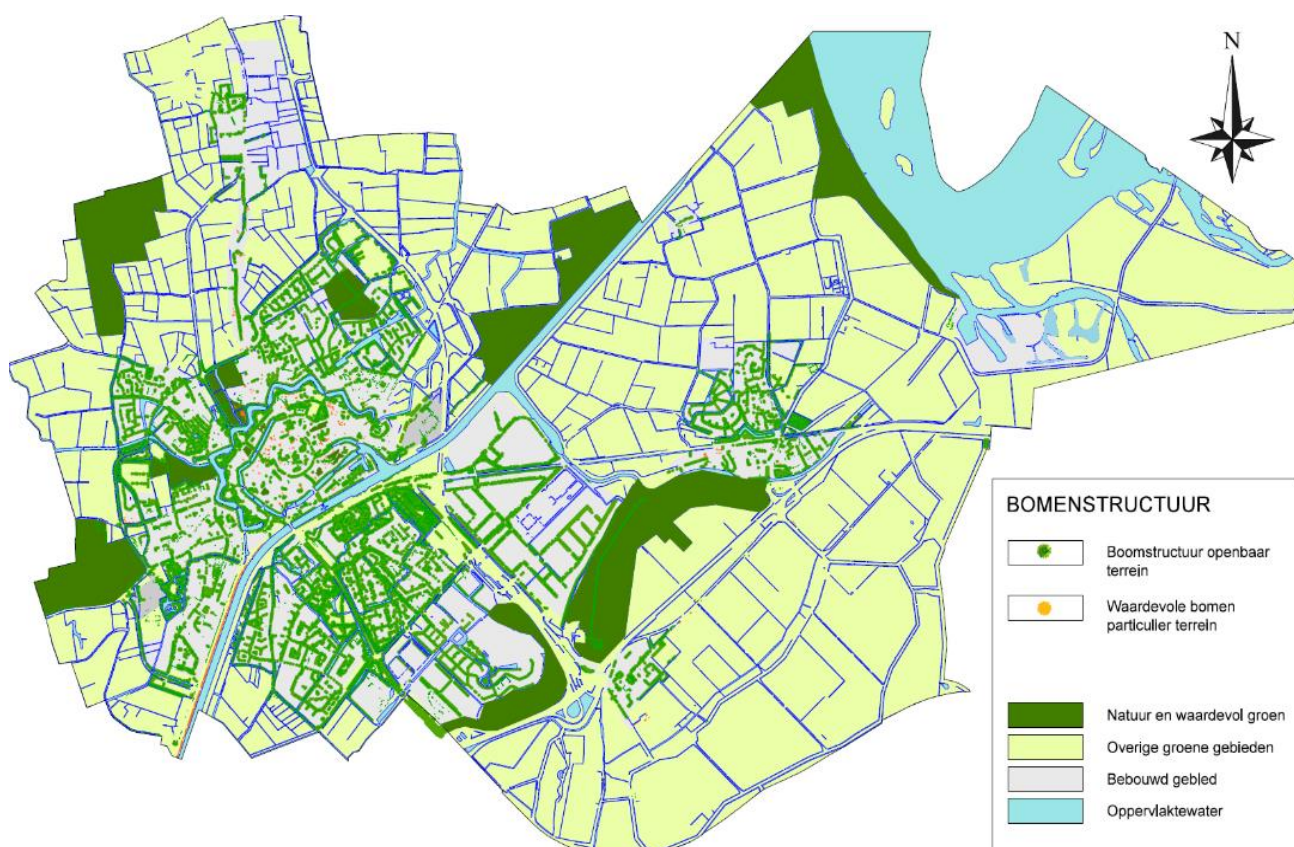 N
BOMENSTRUCTUUR
Boomstructuur openbaar
terrein
Waardevole bomen
particulier terrein
Natuur en waardevol groen
Overige groene gebieden
Bebouwd gebied
Oppervlaktewater